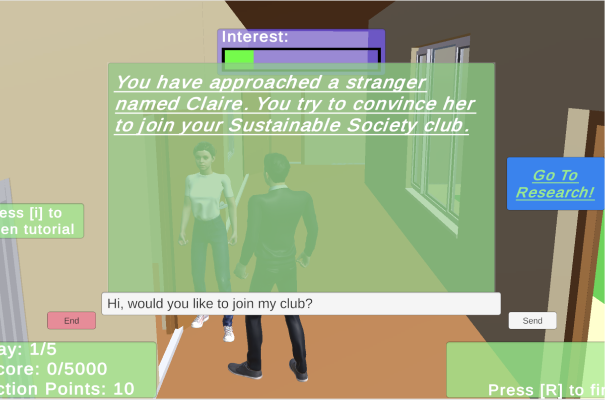 Interest:
You have approached a stranger
named Claire. You try to convince her
to join your Sustainable Society club.
Go To
Research!
ess [i] to
en tutorial
Hi, would you like to join my club?
End
Send
ay: 1/5
core: 0/5000
ction Points: 10
Press [R] to fin